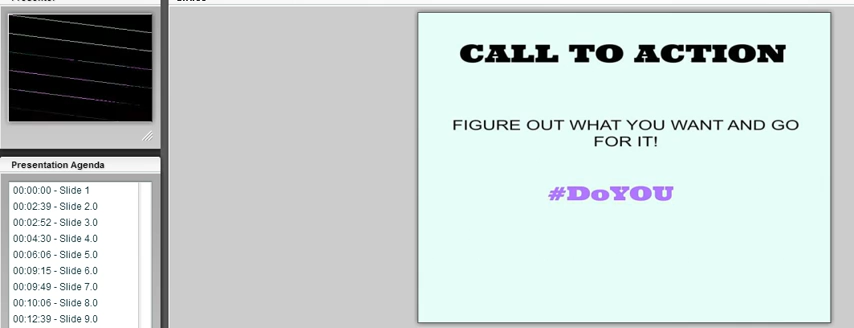 Presentation Agenda
00:00:00 - Slide 1
00:02:39 - Slide 2.0
00:02:52 - Slide 3.0
00:04:30 - Slide 4.0
00:06:06 - Slide 5.0
00:09:15 - Slide 6.0
00:09:49 - Slide 7.0
00:10:06 - Slide 8.0
00:12:39 - Slide 9.0
CALL TO ACTION
FIGURE OUT WHAT YOU WANT AND GO
FOR IT!
#DoYOU